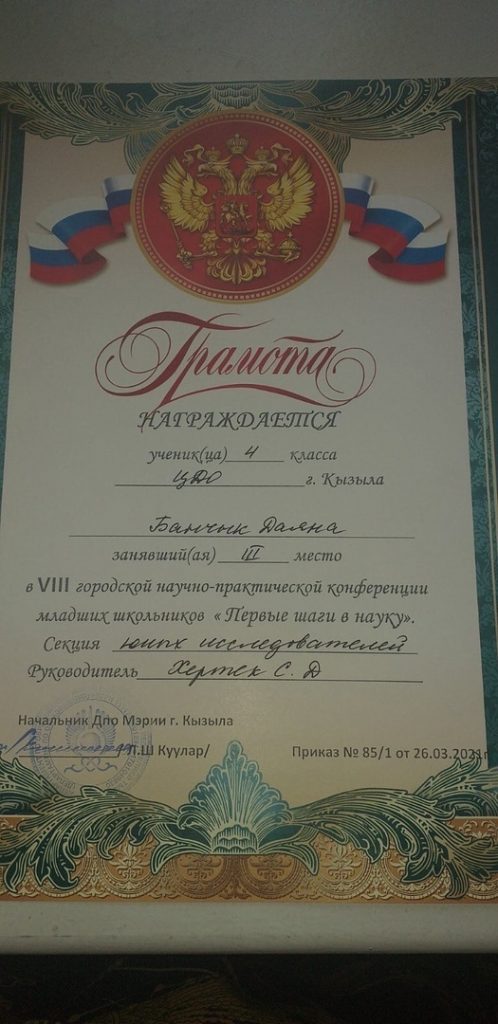 Грамота
НАГРАЖДАЕТСЯ
ученик(ца) 4 класса
ЦДО г. Кызыла
Банчык Даяна
занявший(ая) III место
в VIII городской научно-практической конференции
младших школьников «Первые шаги в науку».
Секция юных исследователей
Руководитель Хертек С. Д
Начальник Дпо Мэрии г. Кызыла
/Л.Ш Куулар/ Приказ № 85/1 от 26.03.2021г